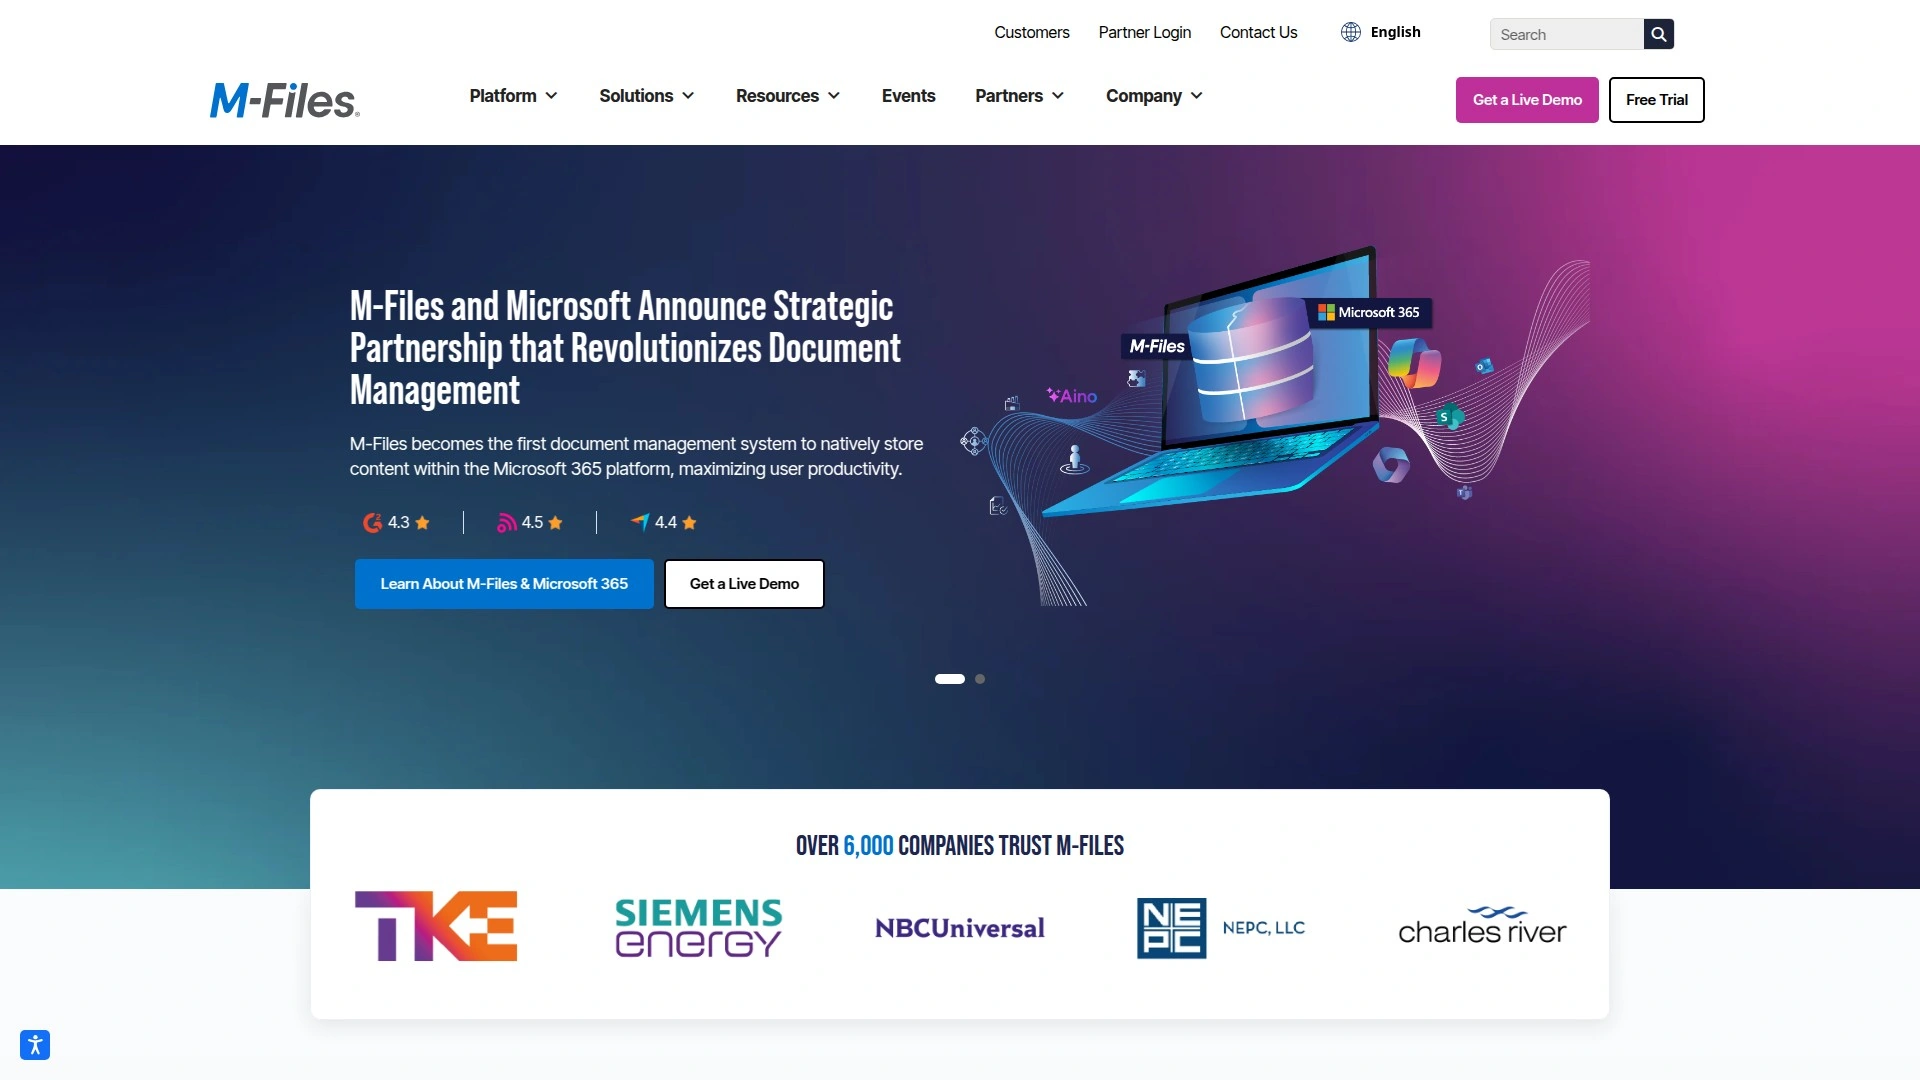 Customers
Partner Login
Contact Us
English
Search
M-Files®
Platform
Solutions
Resources
Events
Partners
Company
Get a Live Demo
Free Trial
M-Files and Microsoft Announce Strategic
Partnership that Revolutionizes Document
Management
M-Files becomes the first document management system to natively store
content within the Microsoft 365 platform, maximizing user productivity.
4.3
4.5
4.4
Learn About M-Files & Microsoft 365
Get a Live Demo
Microsoft 365
M-Files
Aino
OVER 6,000 COMPANIES TRUST M-FILES
TKE
SIEMENS
energy
NBCUniversal
NE
PC
NEPC, LLC
charles river